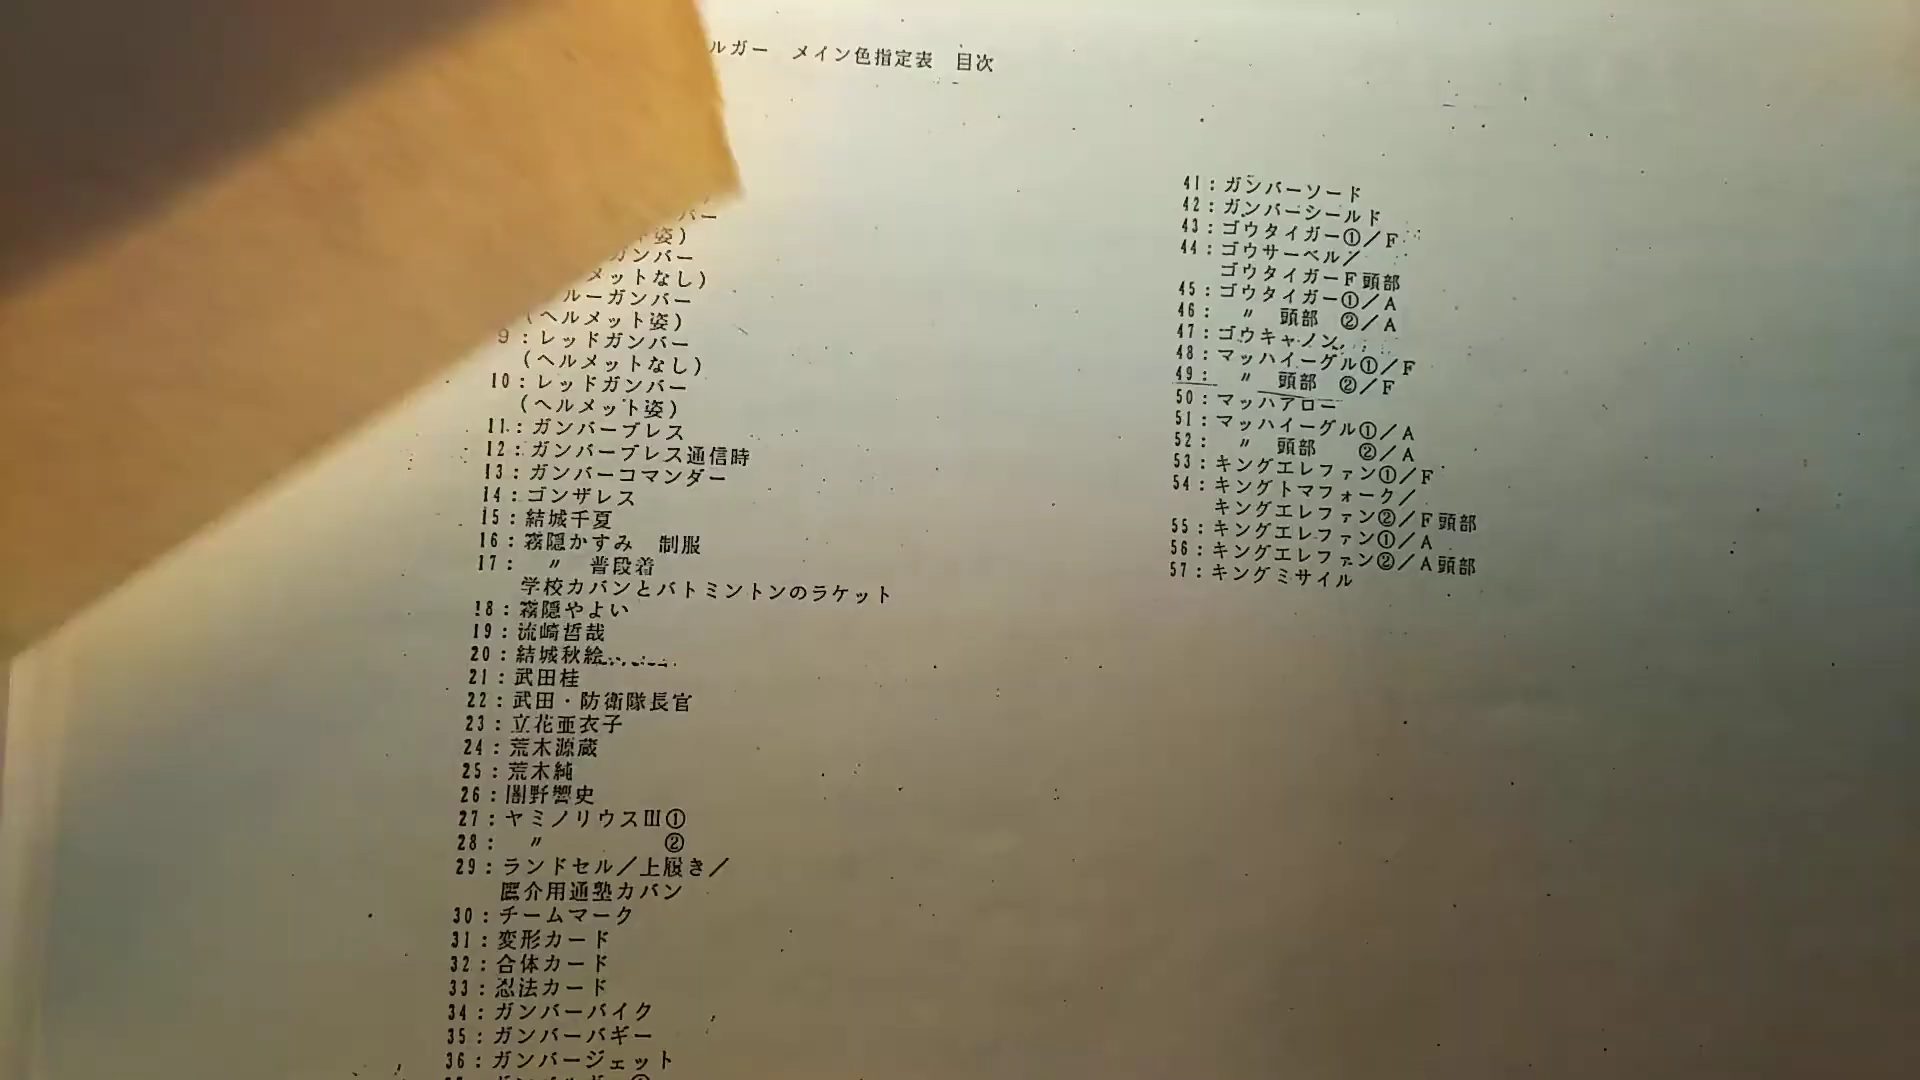 ルガー メイン色指定表 目次
バー
姿)
ガンバー
メットなし)
ルーガンバー
(ヘルメット姿)
9:レッドガンバー
(ヘルメットなし)
10:レッドガンバー
(ヘルメット姿)
11:ガンバーブレス
12:ガンバーブレス通信時
13:ガンバーコマンダー
14:ゴンザレス
15:結城千夏
16:霧隠かすみ 制服
17: 〃 普段着
学校カバンとバトミントンのラケット
18:霧隠やよい
19:流崎哲哉
20:結城秋絵
21:武田桂
22:武田・防衛隊長官
23:立花亜衣子
24:荒木源蔵
25:荒木純
26:闇野響史
27:ヤミノリウスⅢ①
28: 〃 ②
29:ランドセル/上履き/
鷹介用通塾カバン
30:チームマーク
31:変形カード
32:合体カード
33:忍法カード
34:ガンバーバイク
35:ガンバーバギー
36:ガンバージェット
41:ガンバーソード
42:ガンバーシールド
43:ゴウタイガー①/F
44:ゴウサーベル/
ゴウタイガーF頭部
45:ゴウタイガー①/A
46: 〃 頭部 ②/A
47:ゴウキャノン
48:マッハイーグル①/F
49: 〃 頭部 ②/F
50:マッハアロー
51:マッハイーグル①/A
52: 〃 頭部 ②/A
53:キングエレファン①/F
54:キングトマフォーク/
キングエレファン②/F頭部
55:キングエレファン①/A
56:キングエレファン②/A頭部
57:キングミサイル